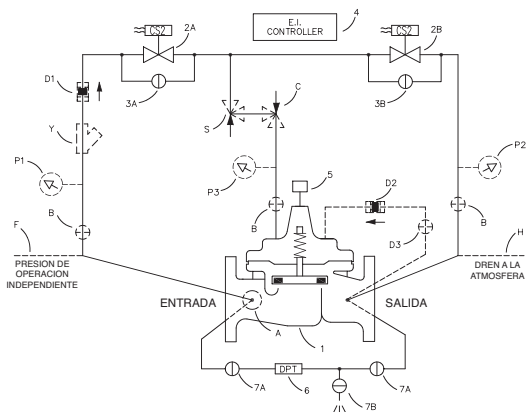 4
E.I.
CONTROLLER
CS2
2A
CS2
2B
D1
3A
3B
C
S
Y
P1
P3
P2
5
D2
B
B
B
D3
F
H
PRESION DE
OPERACION
INDEPENDIENTE
DREN A LA
ATMOSFERA
ENTRADA
SALIDA
A
1
7A
DPT
6
7B
7A